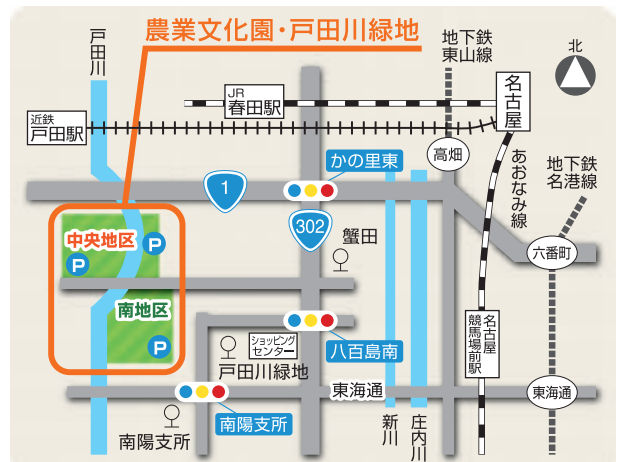 農業文化園・戸田川緑地
戸田川
地下鉄
東山線
北
JR
春田駅
名古屋
近鉄
戸田駅
高畑
かの里東
あおなみ線
地下鉄
名港線
1
302
蟹田
中央地区
P
P
六番町
南地区
P
ショッピング
センター
八百島南
戸田川緑地
名古屋
競馬場前駅
東海通
東海通
南陽支所
南陽支所
新川
庄内川